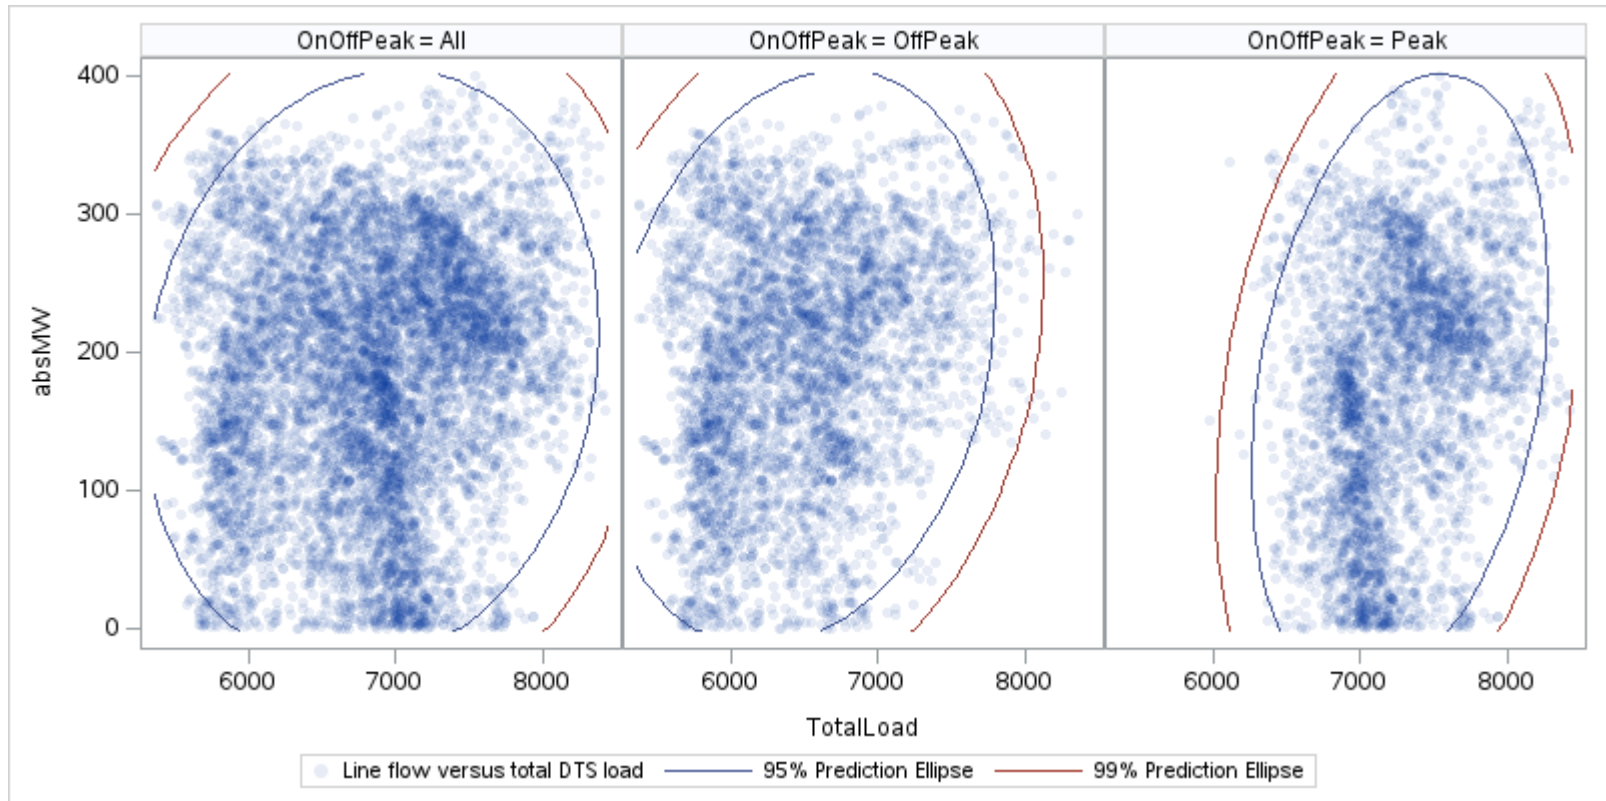 OnOffPeak = All
OnOffPeak = OffPeak
OnOffPeak = Peak
400
300
200
100
0
absMW
6000 7000 8000
6000 7000 8000
6000 7000 8000
TotalLoad
Line flow versus total DTS load
95% Prediction Ellipse
99% Prediction Ellipse